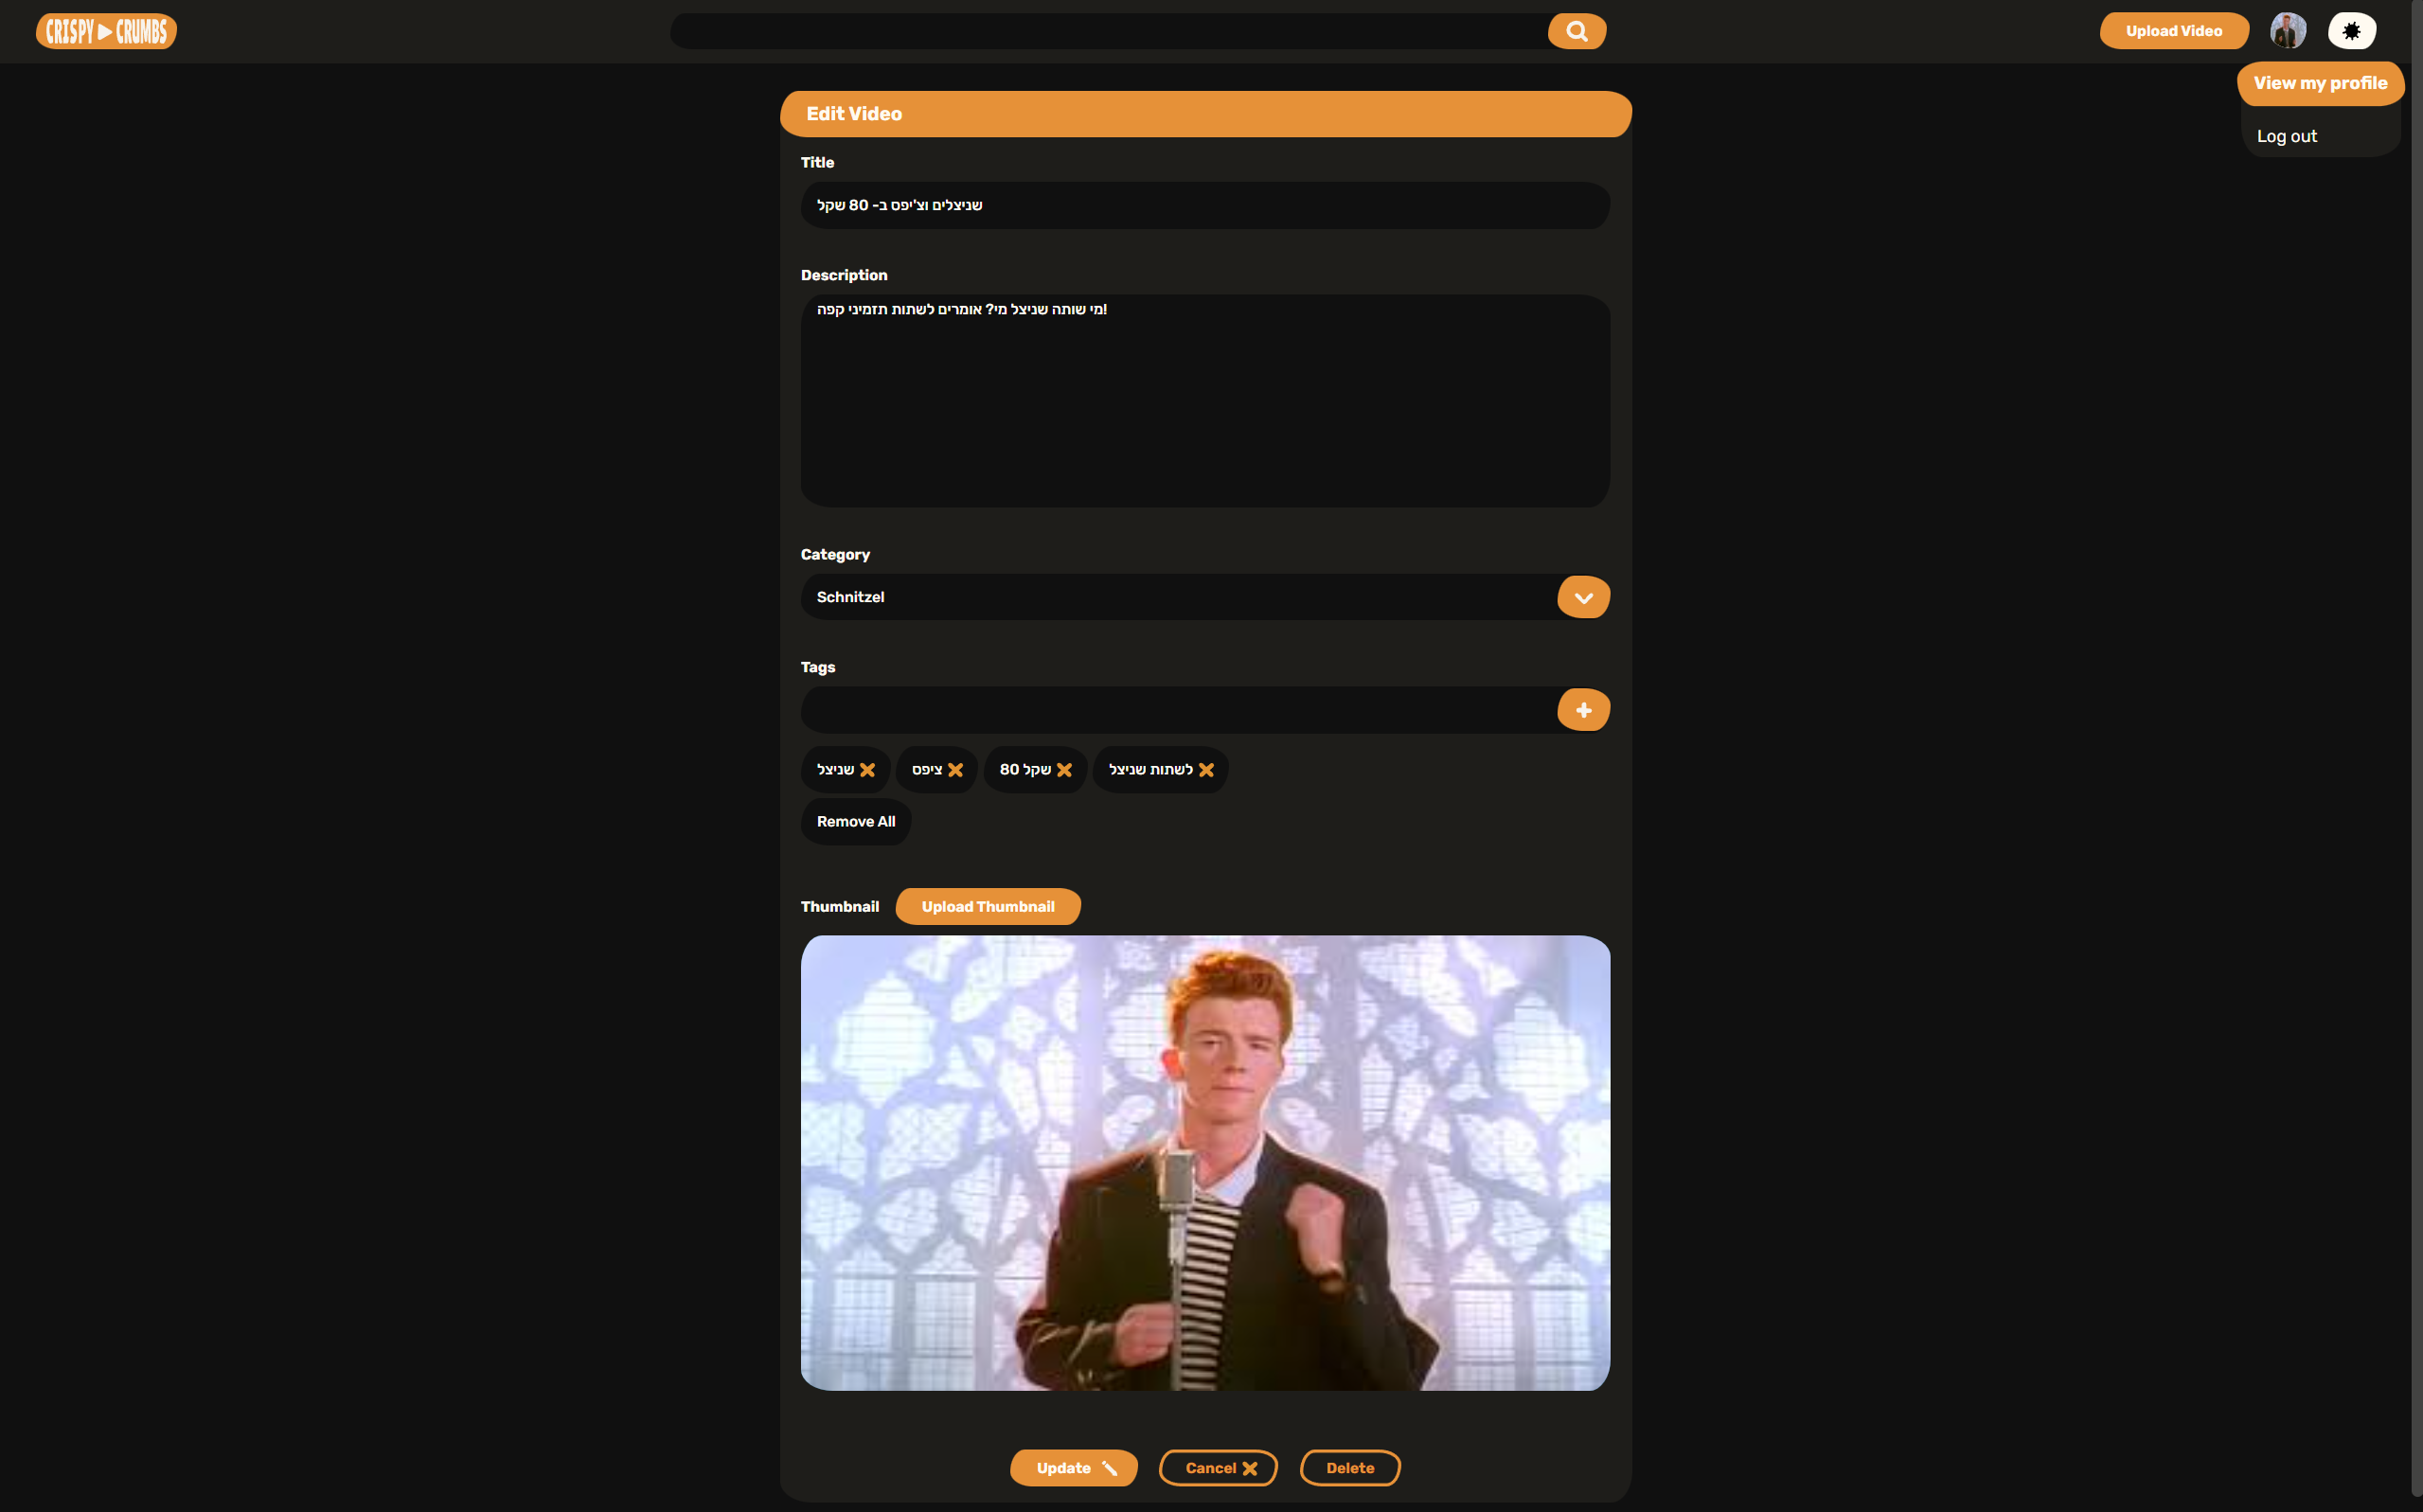 CRISPY CRUMBS
Upload Video
View my profile
Log out
Edit Video
Title
שניצלים וצ'יפס ב- 80 שקל
Description
מי שותה שניצל מי? אומרים לשתות תזמיני קפה!
Category
Schnitzel
Tags
שניצל
ציפס
80 שקל
לשתות שניצל
Remove All
Thumbnail Upload Thumbnail
Update Cancel Delete